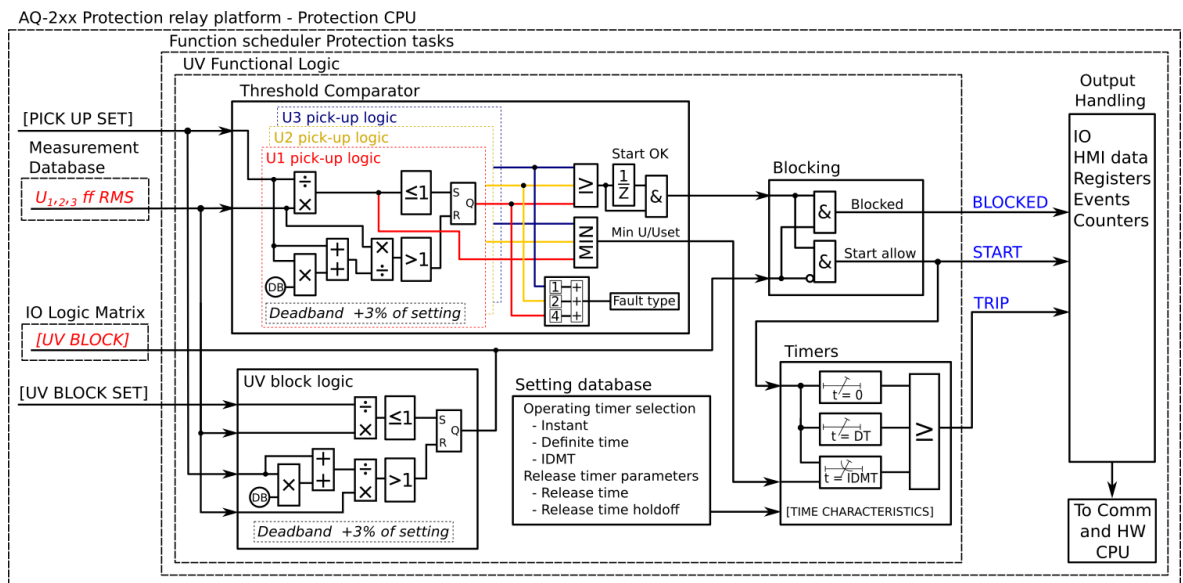 AQ-2xx Protection relay platform - Protection CPU
Function scheduler Protection tasks
UV Functional Logic
Threshold Comparator
Output
Handling
[PICK UP SET]
Measurement
Database
U1,2,3 ff RMS
U3 pick-up logic
U2 pick-up logic
U1 pick-up logic
÷
×
≤1
S
R
Q
DB
×
+
+
×
÷
>1
Deadband +3% of setting
≥
Start OK
1
Z
&
MIN
Min U/Uset
1 +
2 +
4 +
Fault type
Blocking
&
Blocked
&
Start allow
BLOCKED
START
TRIP
IO
HMI data
Registers
Events
Counters
IO Logic Matrix
[UV BLOCK]
[UV BLOCK SET]
UV block logic
÷
×
≤1
S
R
Q
DB
×
+
+
÷
×
>1
Deadband +3% of setting
Setting database
Operating timer selection
- Instant
- Definite time
- IDMT
Release timer parameters
- Release time
- Release time holdoff
Timers
t = 0
t = DT
t = IDMT
≥
[TIME CHARACTERISTICS]
To Comm
and HW
CPU